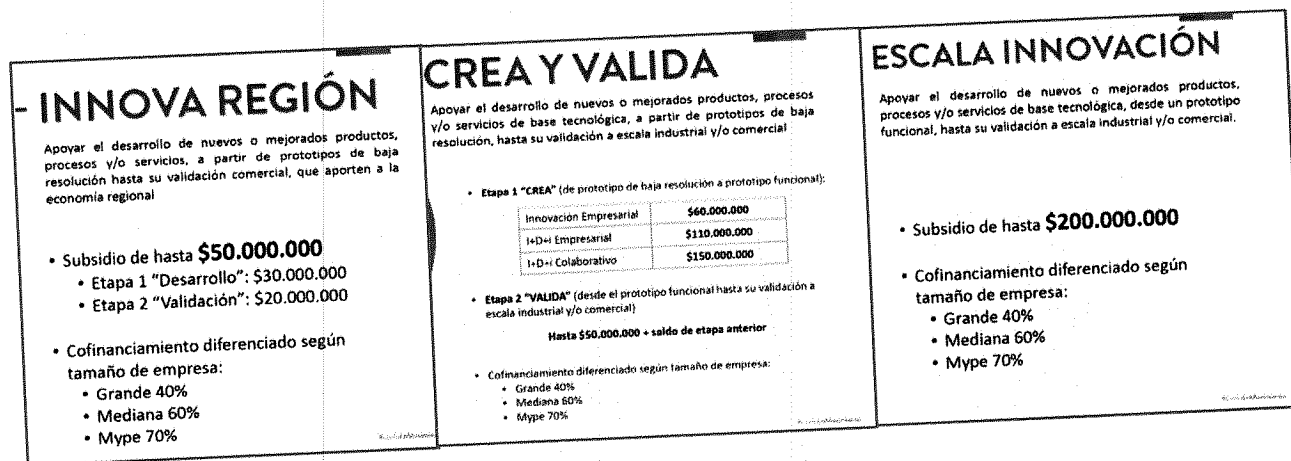 - INNOVA REGIÓN
Apoyar el desarrollo de nuevos o mejorados productos,
procesos y/o servicios, a partir de prototipos de baja
resolución hasta su validación comercial, que aporten a la
economía regional
• Subsidio de hasta $50.000.000
• Etapa 1 "Desarrollo": $30.000.000
• Etapa 2 "Validación": $20.000.000
• Cofinanciamiento diferenciado según
tamaño de empresa:
• Grande 40%
• Mediana 60%
• Mype 70%
CREA Y VALIDA
Apoyar el desarrollo de nuevos o mejorados productos, procesos
y/o servicios de base tecnológica, a partir de prototipos de baja
resolución, hasta su validación a escala industrial y/o comercial
• Etapa 1 "CREA" (de prototipo de baja resolución a prototipo funcional):
Innovación Empresarial $60.000.000
I+D+i Empresarial $110.000.000
I+D+i Colaborativo $150.000.000
• Etapa 2 "VALIDA" (desde el prototipo funcional hasta su validación a
escala industrial y/o comercial)
Hasta $50.000.000 + saldo de etapa anterior
• Cofinanciamiento diferenciado según tamaño de empresa:
• Grande 40%
• Mediana 60%
• Mype 70%
ESCALA INNOVACIÓN
Apoyar el desarrollo de nuevos o mejorados productos,
procesos y/o servicios de base tecnológica, desde un prototipo
funcional, hasta su validación a escala industrial y/o comercial.
• Subsidio de hasta $200.000.000
• Cofinanciamiento diferenciado según
tamaño de empresa:
• Grande 40%
• Mediana 60%
• Mype 70%